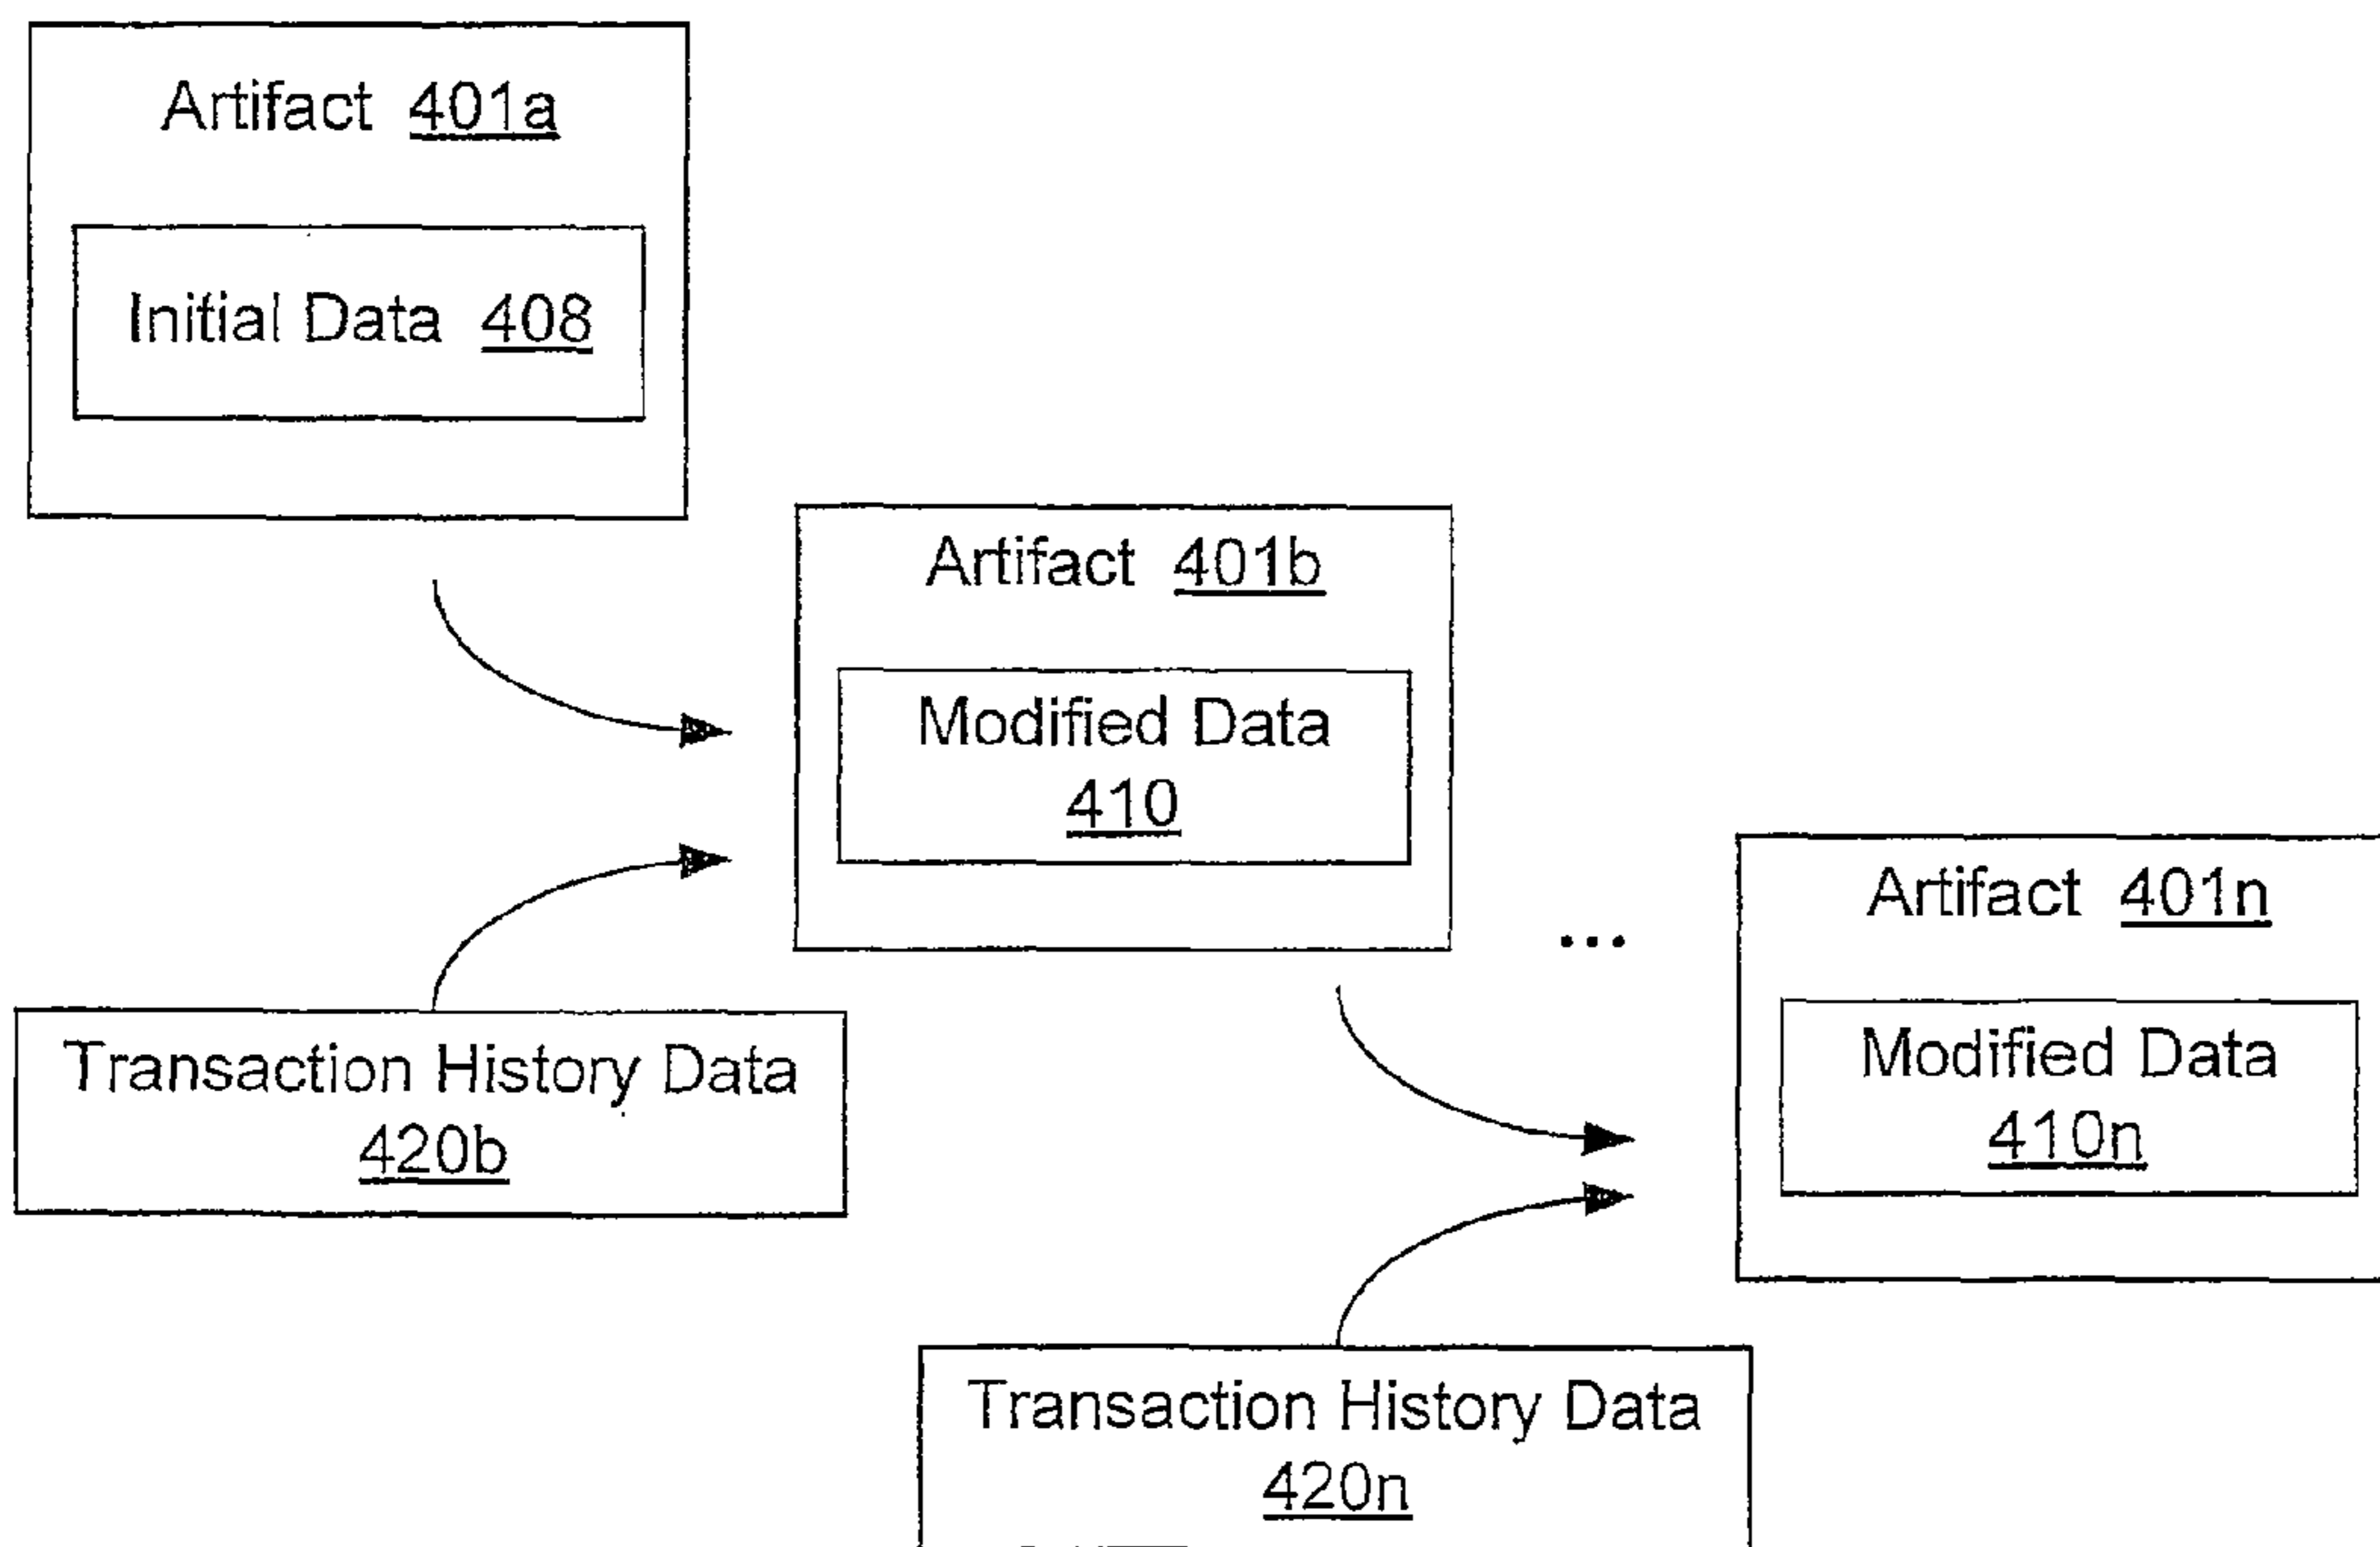 Artifact 401a
Initial Data 408
Artifact 401b
Modified Data
410
Artifact 401n
Modified Data
410n
...
Transaction History Data
420b
Transaction History Data
420n